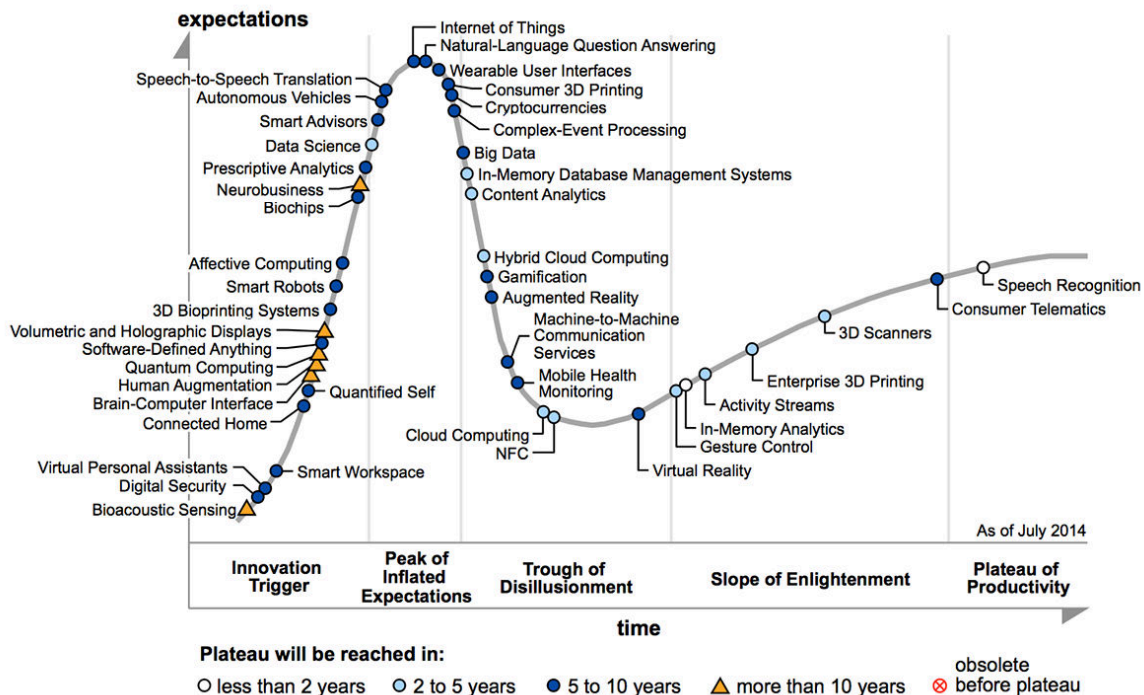 expectations
Internet of Things
Natural-Language Question Answering
Wearable User Interfaces
Speech-to-Speech Translation
Consumer 3D Printing
Autonomous Vehicles
Cryptocurrencies
Smart Advisors
Complex-Event Processing
Data Science
Big Data
Prescriptive Analytics
In-Memory Database Management Systems
Neurobusiness
Content Analytics
Biochips
Hybrid Cloud Computing
Affective Computing
Gamification
Smart Robots
Augmented Reality
3D Bioprinting Systems
Machine-to-Machine
Communication
Services
Volumetric and Holographic Displays
Software-Defined Anything
Quantum Computing
Mobile Health
Monitoring
Human Augmentation
Brain-Computer Interface
Quantified Self
Connected Home
Speech Recognition
Consumer Telematics
3D Scanners
Enterprise 3D Printing
Activity Streams
In-Memory Analytics
Gesture Control
Cloud Computing
NFC
Virtual Reality
Virtual Personal Assistants
Smart Workspace
Digital Security
Bioacoustic Sensing
As of July 2014
Innovation
Trigger
Peak of
Inflated
Expectations
Trough of
Disillusionment
Slope of Enlightenment
Plateau of
Productivity
time
Plateau will be reached in:
less than 2 years
2 to 5 years
5 to 10 years
more than 10 years
obsolete
before plateau